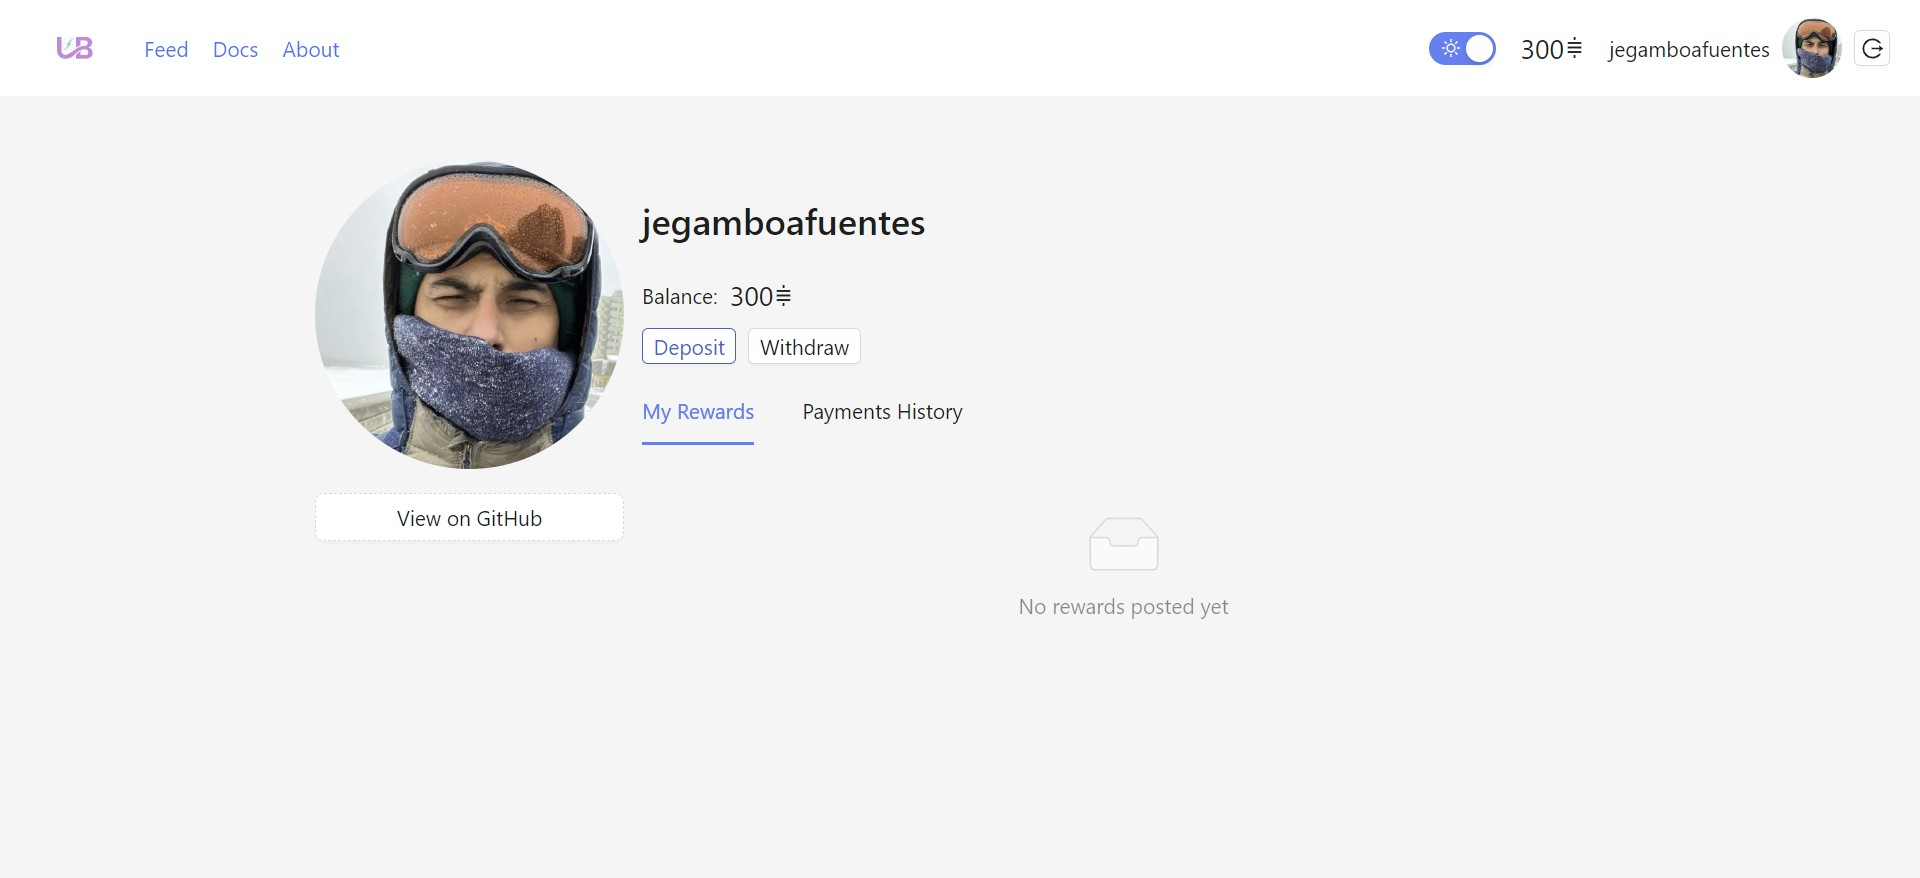 UB
Feed Docs About
300 jegamboafuentes
jegamboafuentes
Balance: 300
Deposit Withdraw
My Rewards Payments History
View on GitHub
No rewards posted yet